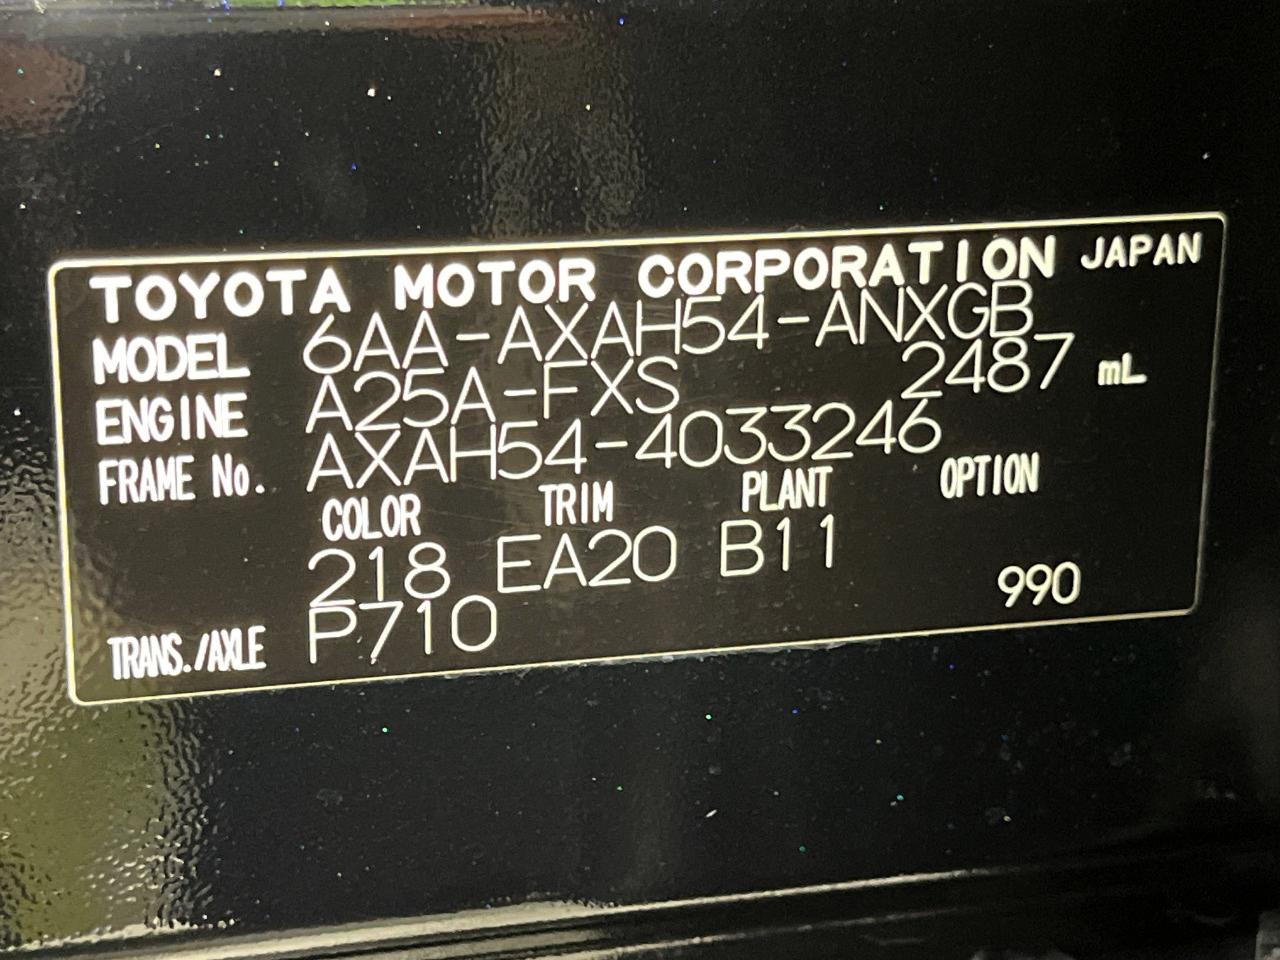 TOYOTA MOTOR CORPORATION JAPAN
MODEL 6AA-AXAH54-ANXGB
ENGINE A25A-FXS 2487 mL
FRAME No. AXAH54-4033246
COLOR TRIM PLANT OPTION
218 EA20 B11
TRANS./AXLE P710 990